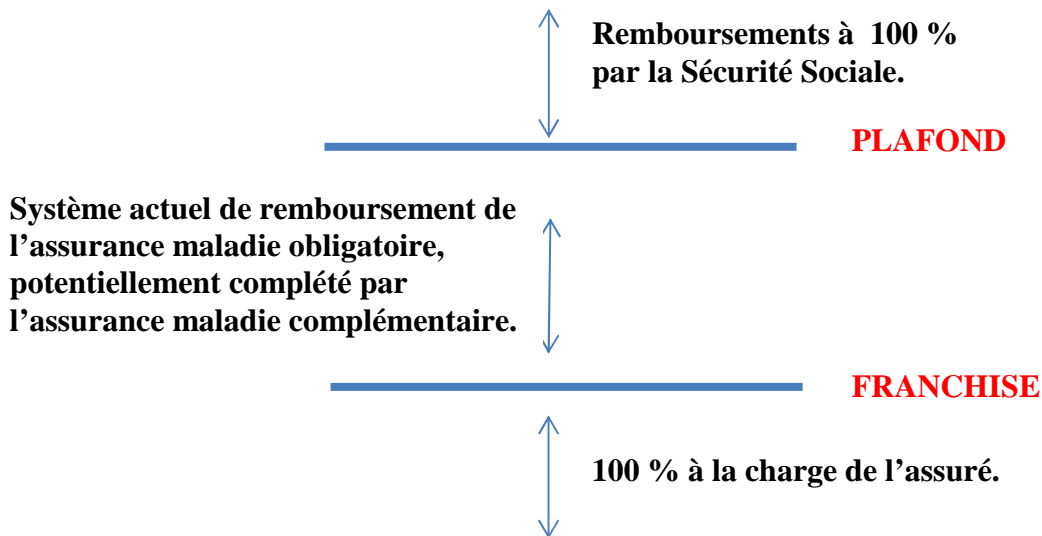 Remboursements à 100 %
par la Sécurité Sociale.
PLAFOND
Système actuel de remboursement de
l’assurance maladie obligatoire,
potentiellement complété par
l’assurance maladie complémentaire.
FRANCHISE
100 % à la charge de l’assuré.